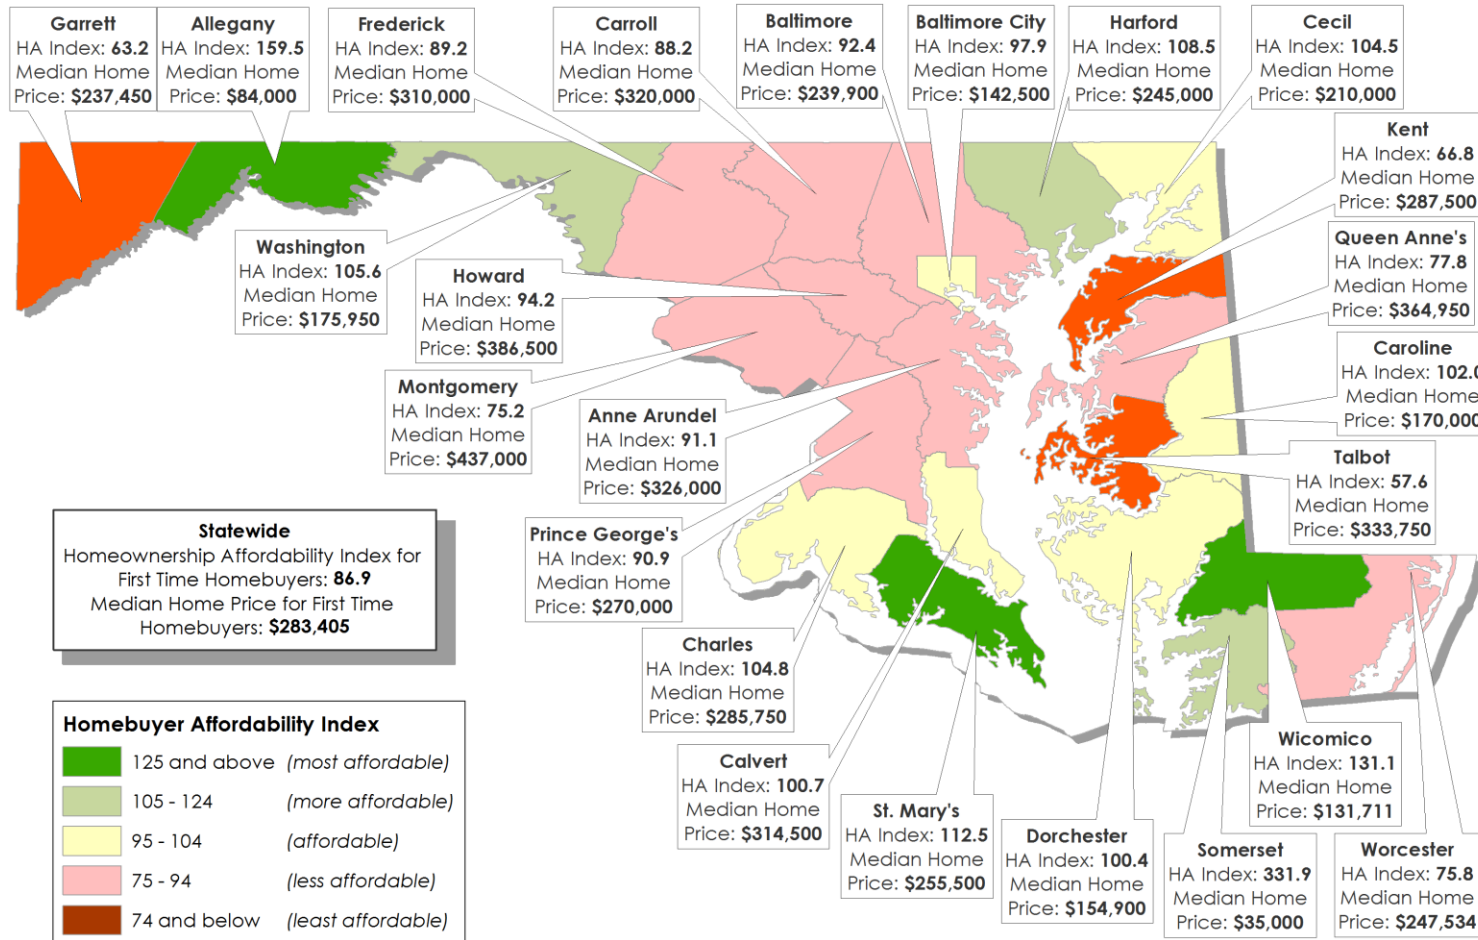 Garrett
HA Index: 63.2
Median Home
Price: $237,450
Allegany
HA Index: 159.5
Median Home
Price: $84,000
Frederick
HA Index: 89.2
Median Home
Price: $310,000
Carroll
HA Index: 88.2
Median Home
Price: $320,000
Baltimore
HA Index: 92.4
Median Home
Price: $239,900
Baltimore City
HA Index: 97.9
Median Home
Price: $142,500
Harford
HA Index: 108.5
Median Home
Price: $245,000
Cecil
HA Index: 104.5
Median Home
Price: $210,000
Kent
HA Index: 66.8
Median Home
Price: $287,500
Washington
HA Index: 105.6
Median Home
Price: $175,950
Queen Anne's
HA Index: 77.8
Median Home
Price: $364,950
Howard
HA Index: 94.2
Median Home
Price: $386,500
Caroline
HA Index: 102.0
Median Home
Price: $170,000
Montgomery
HA Index: 75.2
Median Home
Price: $437,000
Anne Arundel
HA Index: 91.1
Median Home
Price: $326,000
Talbot
HA Index: 57.6
Median Home
Price: $333,750
Statewide
Homeownership Affordability Index for
First Time Homebuyers: 86.9
Median Home Price for First Time
Homebuyers: $283,405
Prince George's
HA Index: 90.9
Median Home
Price: $270,000
Charles
HA Index: 104.8
Median Home
Price: $285,750
Calvert
HA Index: 100.7
Median Home
Price: $314,500
St. Mary's
HA Index: 112.5
Median Home
Price: $255,500
Dorchester
HA Index: 100.4
Median Home
Price: $154,900
Wicomico
HA Index: 131.1
Median Home
Price: $131,711
Somerset
HA Index: 331.9
Median Home
Price: $35,000
Worcester
HA Index: 75.8
Median Home
Price: $247,534
Homebuyer Affordability Index
125 and above (most affordable)
105 - 124 (more affordable)
95 - 104 (affordable)
75 - 94 (less affordable)
74 and below (least affordable)